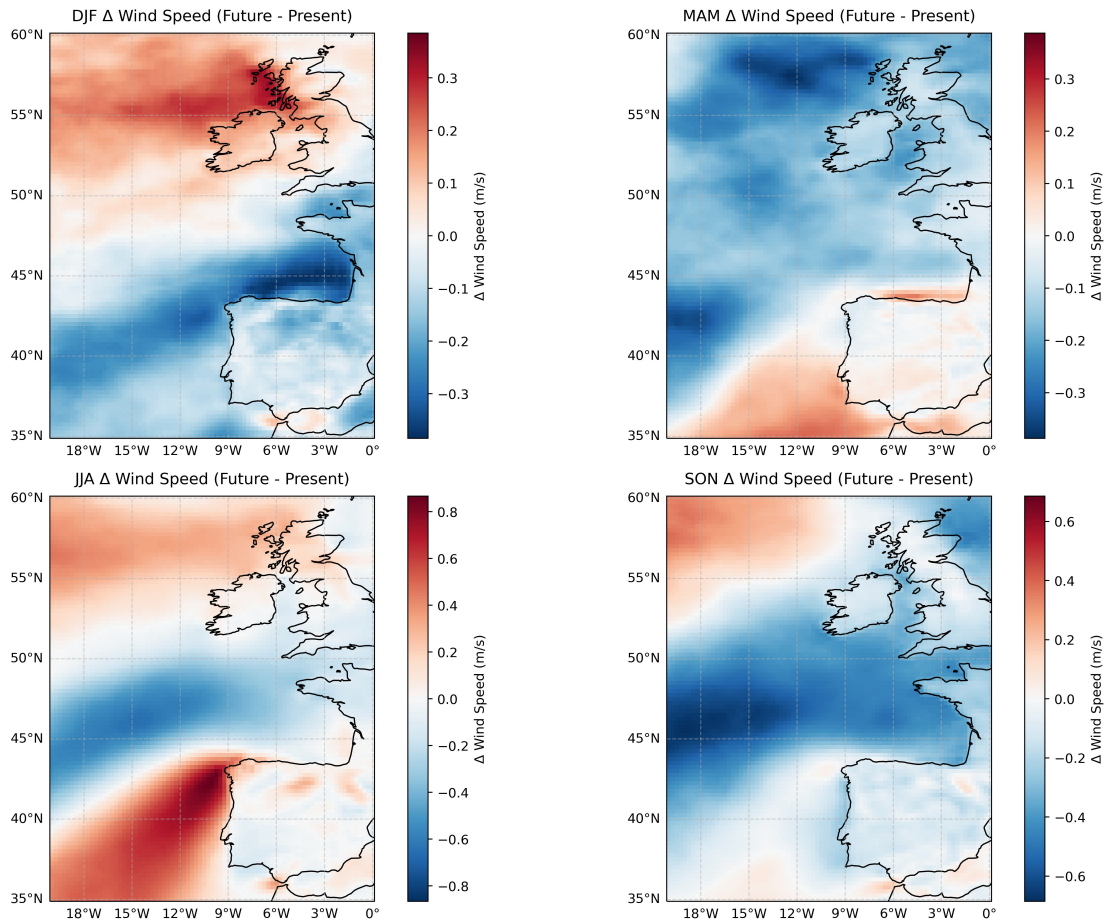 DJF Δ Wind Speed (Future - Present)
60°N
55°N
50°N
45°N
40°N
35°N
18°W 15°W 12°W 9°W 6°W 3°W 0°
0.3
0.2
0.1
0.0
−0.1
−0.2
−0.3
Δ Wind Speed (m/s)
MAM Δ Wind Speed (Future - Present)
60°N
55°N
50°N
45°N
40°N
35°N
18°W 15°W 12°W 9°W 6°W 3°W 0°
0.3
0.2
0.1
0.0
−0.1
−0.2
−0.3
Δ Wind Speed (m/s)
JJA Δ Wind Speed (Future - Present)
60°N
55°N
50°N
45°N
40°N
35°N
18°W 15°W 12°W 9°W 6°W 3°W 0°
0.8
0.6
0.4
0.2
0.0
−0.2
−0.4
−0.6
−0.8
Δ Wind Speed (m/s)
SON Δ Wind Speed (Future - Present)
60°N
55°N
50°N
45°N
40°N
35°N
18°W 15°W 12°W 9°W 6°W 3°W 0°
0.6
0.4
0.2
0.0
−0.2
−0.4
−0.6
Δ Wind Speed (m/s)